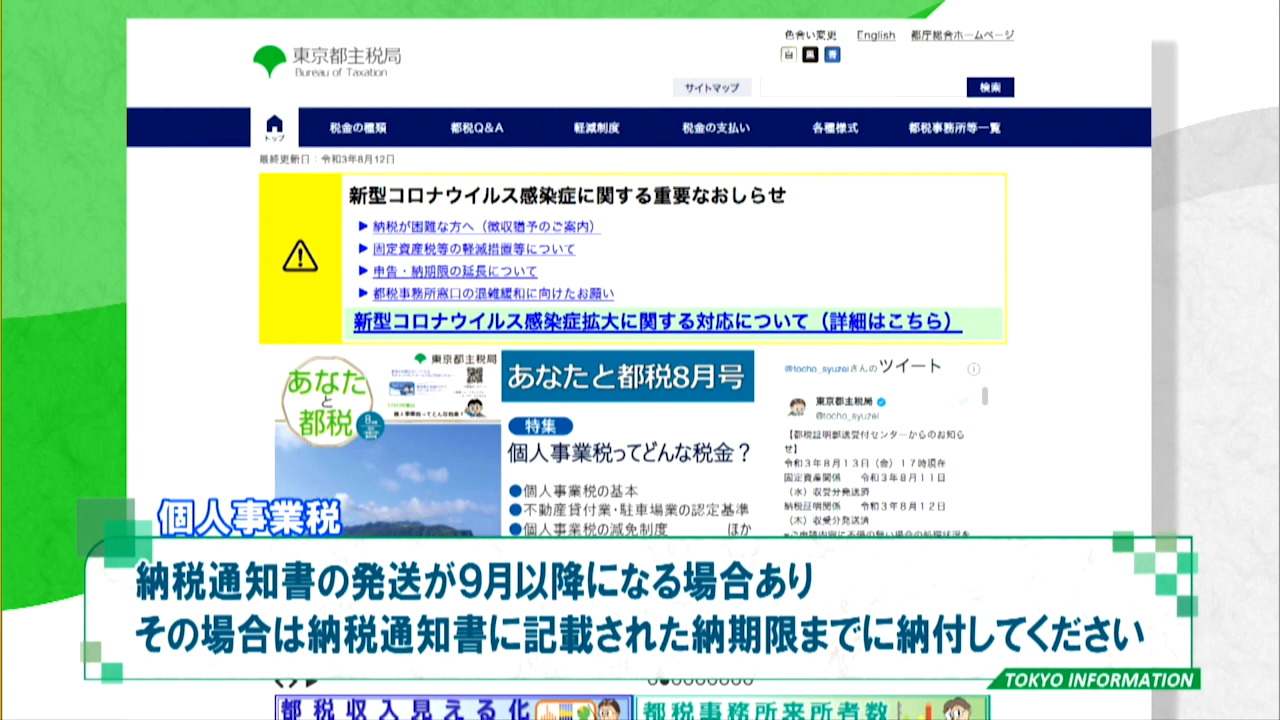 色合い変更 English 都庁総合ホームページ
東京都主税局
Bureau of Taxation
白 黒 青
サイトマップ
検索
トップ 税金の種類 都税Q&A 軽減制度 税金の支払い 各種様式 都税事務所等一覧
最終更新日：令和3年8月12日
新型コロナウイルス感染症に関する重要なおしらせ
▶ 納税が困難な方へ（徴収猶予のご案内）
▶ 固定資産税等の軽減措置等について
▶ 申告・納期限の延長について
▶ 都税事務所窓口の混雑緩和に向けたお願い
新型コロナウイルス感染症拡大に関する対応について（詳細はこちら）
東京都主税局
あなたと都税
8
個人事業税ってどんな税金？
あなたと都税8月号
特集
個人事業税ってどんな税金？
●個人事業税の基本
●不動産貸付業・駐車場業の認定基準
●個人事業税の減免制度 ほか
@tocho_syuzeiさんのツイート
東京都主税局
@tocho_syuzei
【都税証明郵送受付センターからのお知ら
せ】
令和３年８月１３日（金）１７時現在
固定資産関係 令和３年８月１１日
（水）収受分発送済
納税証明関係 令和３年８月１２日
（木）収受分発送済
個人事業税
納税通知書の発送が９月以降になる場合あり
その場合は納税通知書に記載された納期限までに納付してください
TOKYO INFORMATION
都税収入見える化
都税事務所来所者数